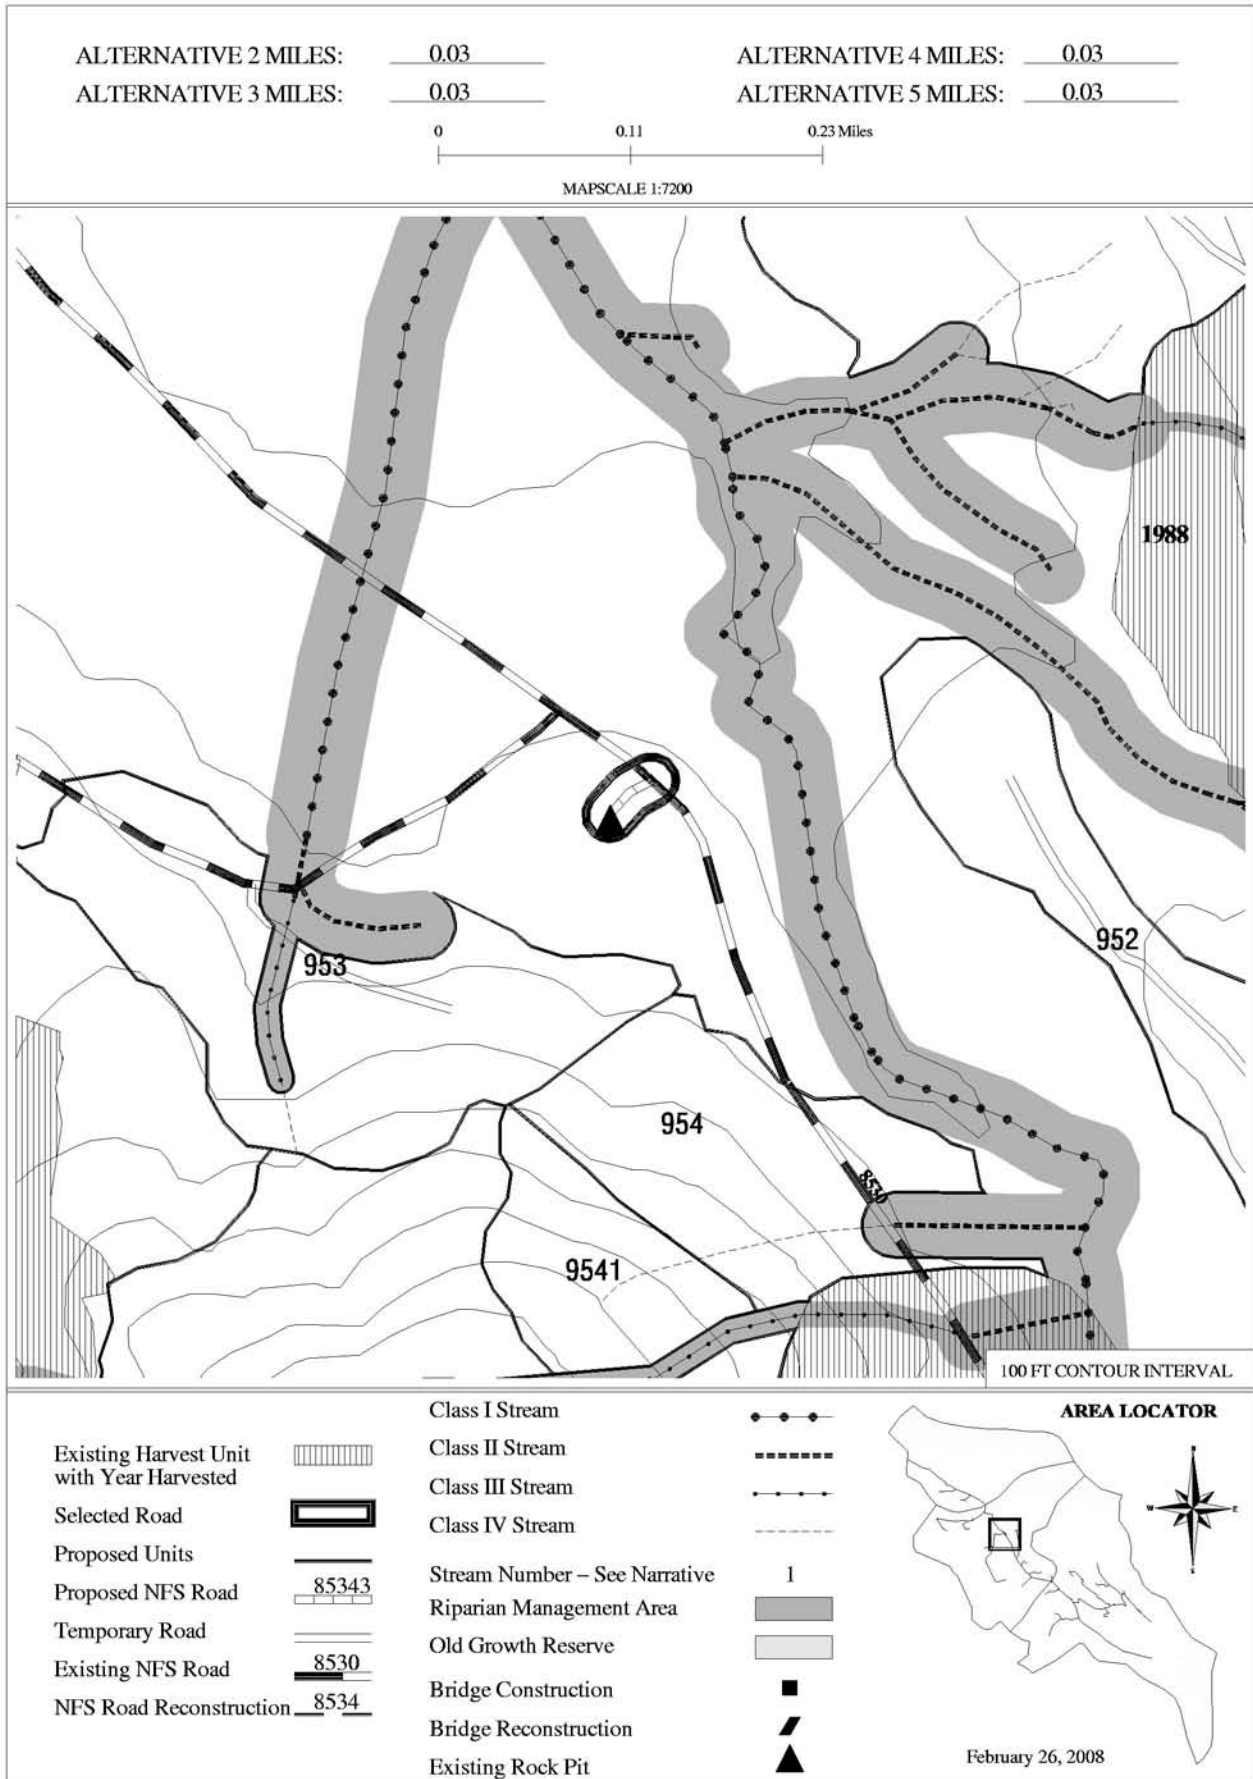 ALTERNATIVE 2 MILES: 0.03 ALTERNATIVE 4 MILES: 0.03
ALTERNATIVE 3 MILES: 0.03 ALTERNATIVE 5 MILES: 0.03
0 0.11 0.23 Miles
MAPSCALE 1:7200
1988
952
953
954
8530
9541
100 FT CONTOUR INTERVAL
Existing Harvest Unit
with Year Harvested
Selected Road
Proposed Units
Proposed NFS Road 85343
Temporary Road
Existing NFS Road 8530
NFS Road Reconstruction 8534
Class I Stream
Class II Stream
Class III Stream
Class IV Stream
Stream Number – See Narrative 1
Riparian Management Area
Old Growth Reserve
Bridge Construction
Bridge Reconstruction
Existing Rock Pit
AREA LOCATOR
N
W E
S
February 26, 2008